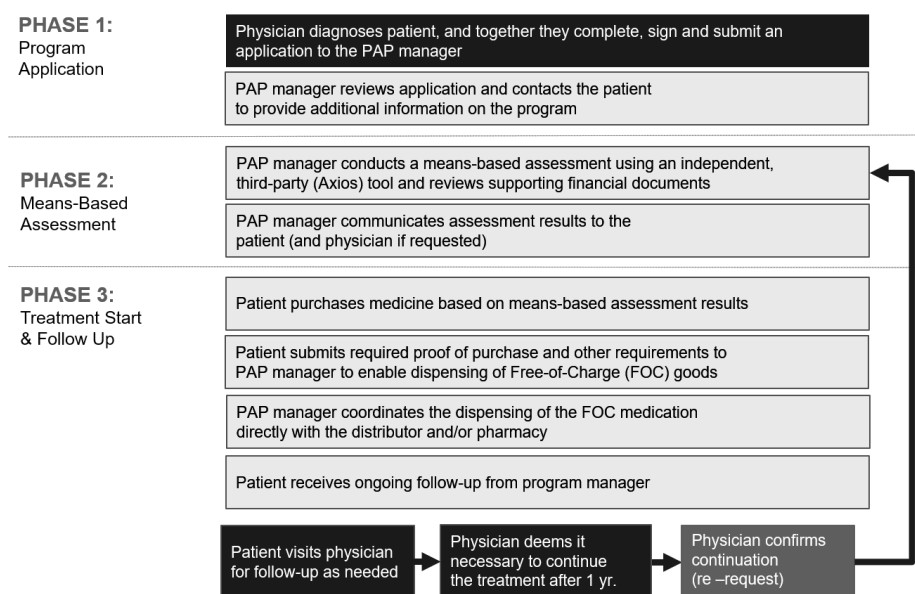 PHASE 1:
Program
Application
Physician diagnoses patient, and together they complete, sign and submit an
application to the PAP manager
PAP manager reviews application and contacts the patient
to provide additional information on the program
PHASE 2:
Means-Based
Assessment
PAP manager conducts a means-based assessment using an independent,
third-party (Axios) tool and reviews supporting financial documents
PAP manager communicates assessment results to the
patient (and physician if requested)
PHASE 3:
Treatment Start
& Follow Up
Patient purchases medicine based on means-based assessment results
Patient submits required proof of purchase and other requirements to
PAP manager to enable dispensing of Free-of-Charge (FOC) goods
PAP manager coordinates the dispensing of the FOC medication
directly with the distributor and/or pharmacy
Patient receives ongoing follow-up from program manager
Patient visits physician
for follow-up as needed
Physician deems it
necessary to continue
the treatment after 1 yr.
Physician confirms
continuation
(re –request)